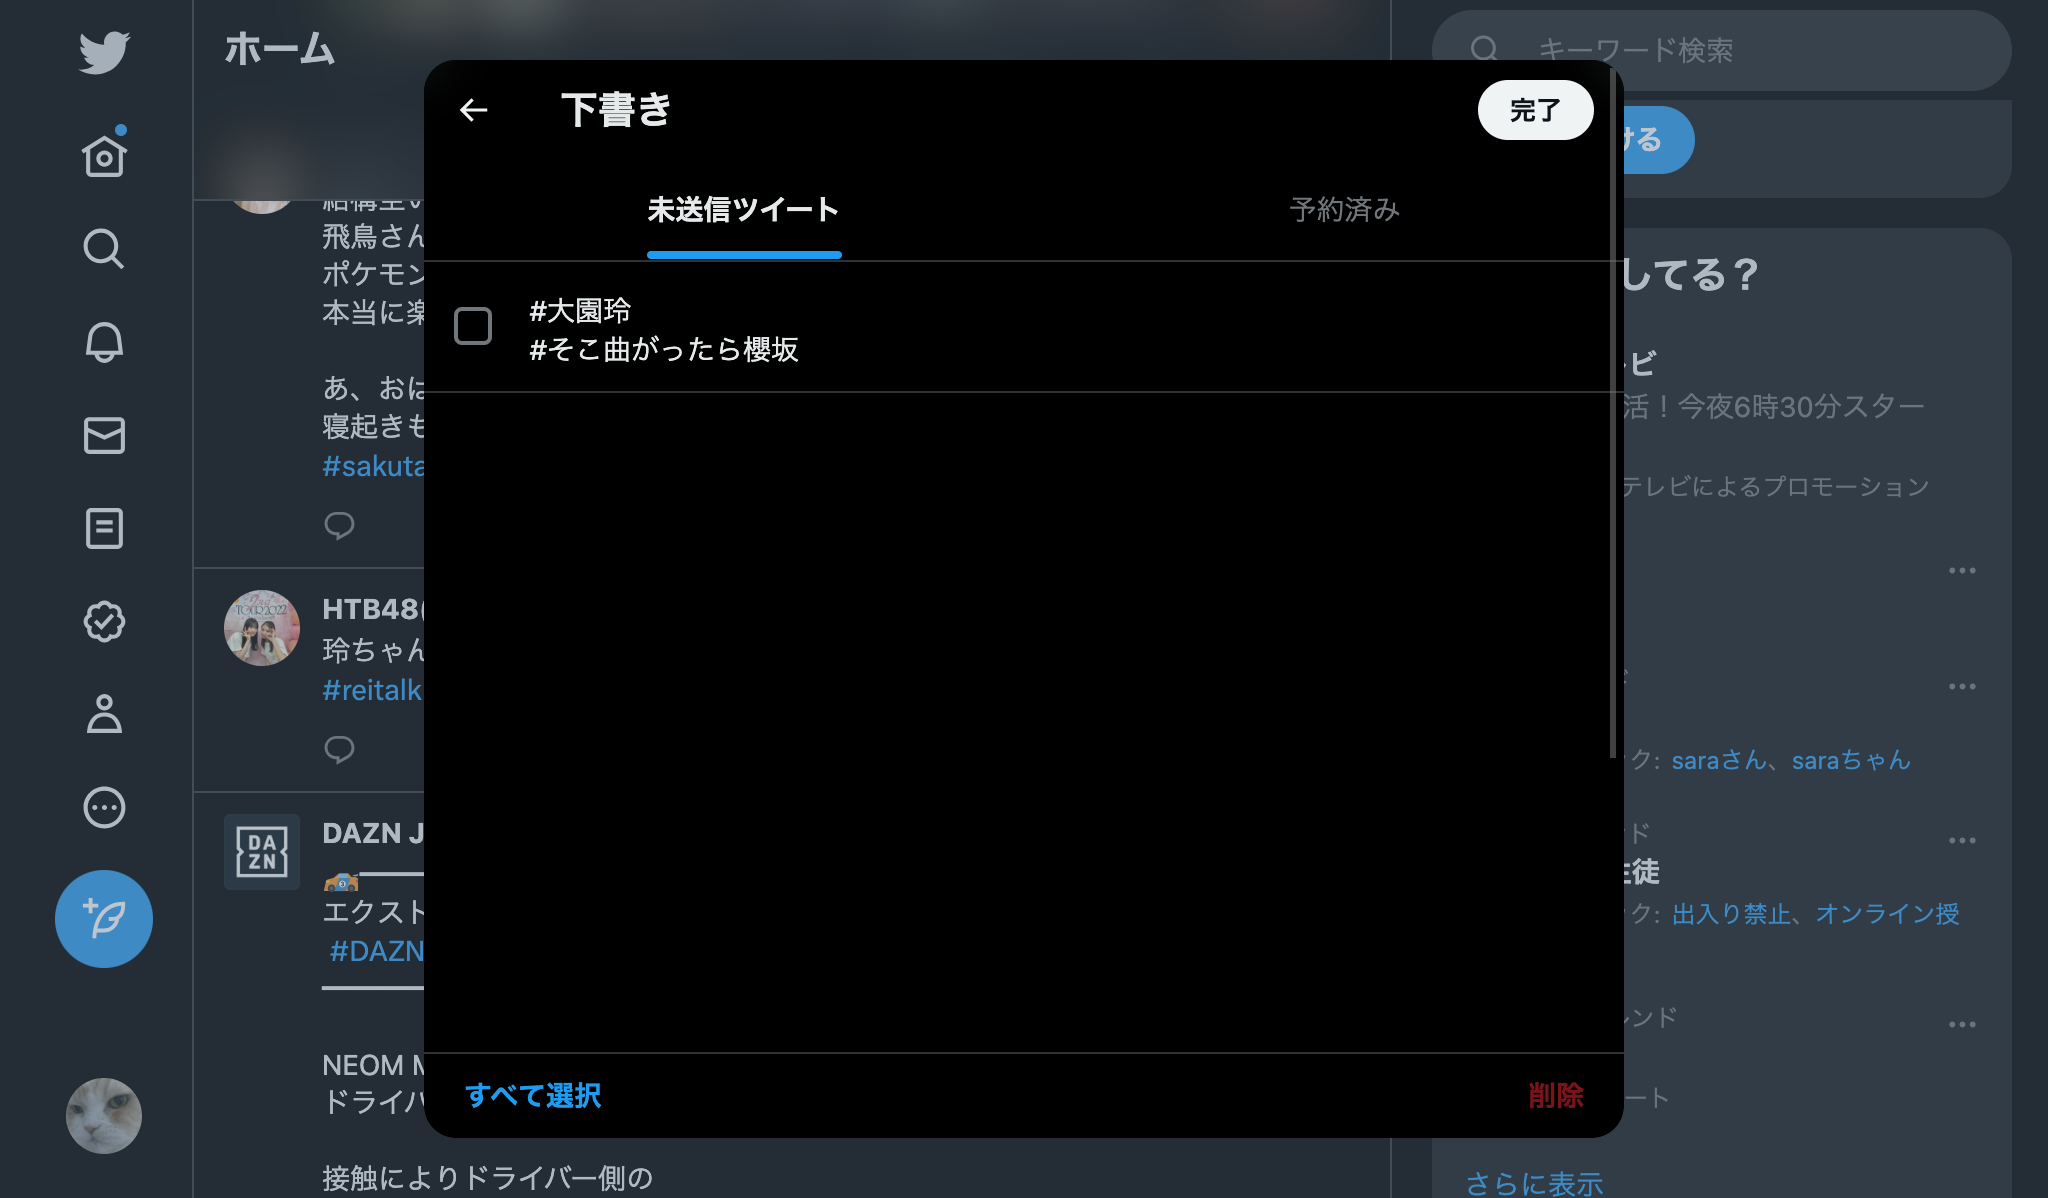 ホーム
飛鳥さん
ポケモン
本当に楽
あ、おは
寝起きも
#sakuta
HTB48
玲ちゃん
#reitalk
DAZN J
エクスト
#DAZN
NEOM
ドライバ
接触によりドライバー側の
下書き
完了
未送信ツイート
予約済み
#大園玲
#そこ曲がったら櫻坂
すべて選択
削除
キーワード検索
ける
してる？
ビ
活！今夜6時30分スター
テレビによるプロモーション
ク: saraさん、saraちゃん
ド
生徒
ク: 出入り禁止、オンライン授
レンド
ート
さらに表示
TOUR 2022
DAZN